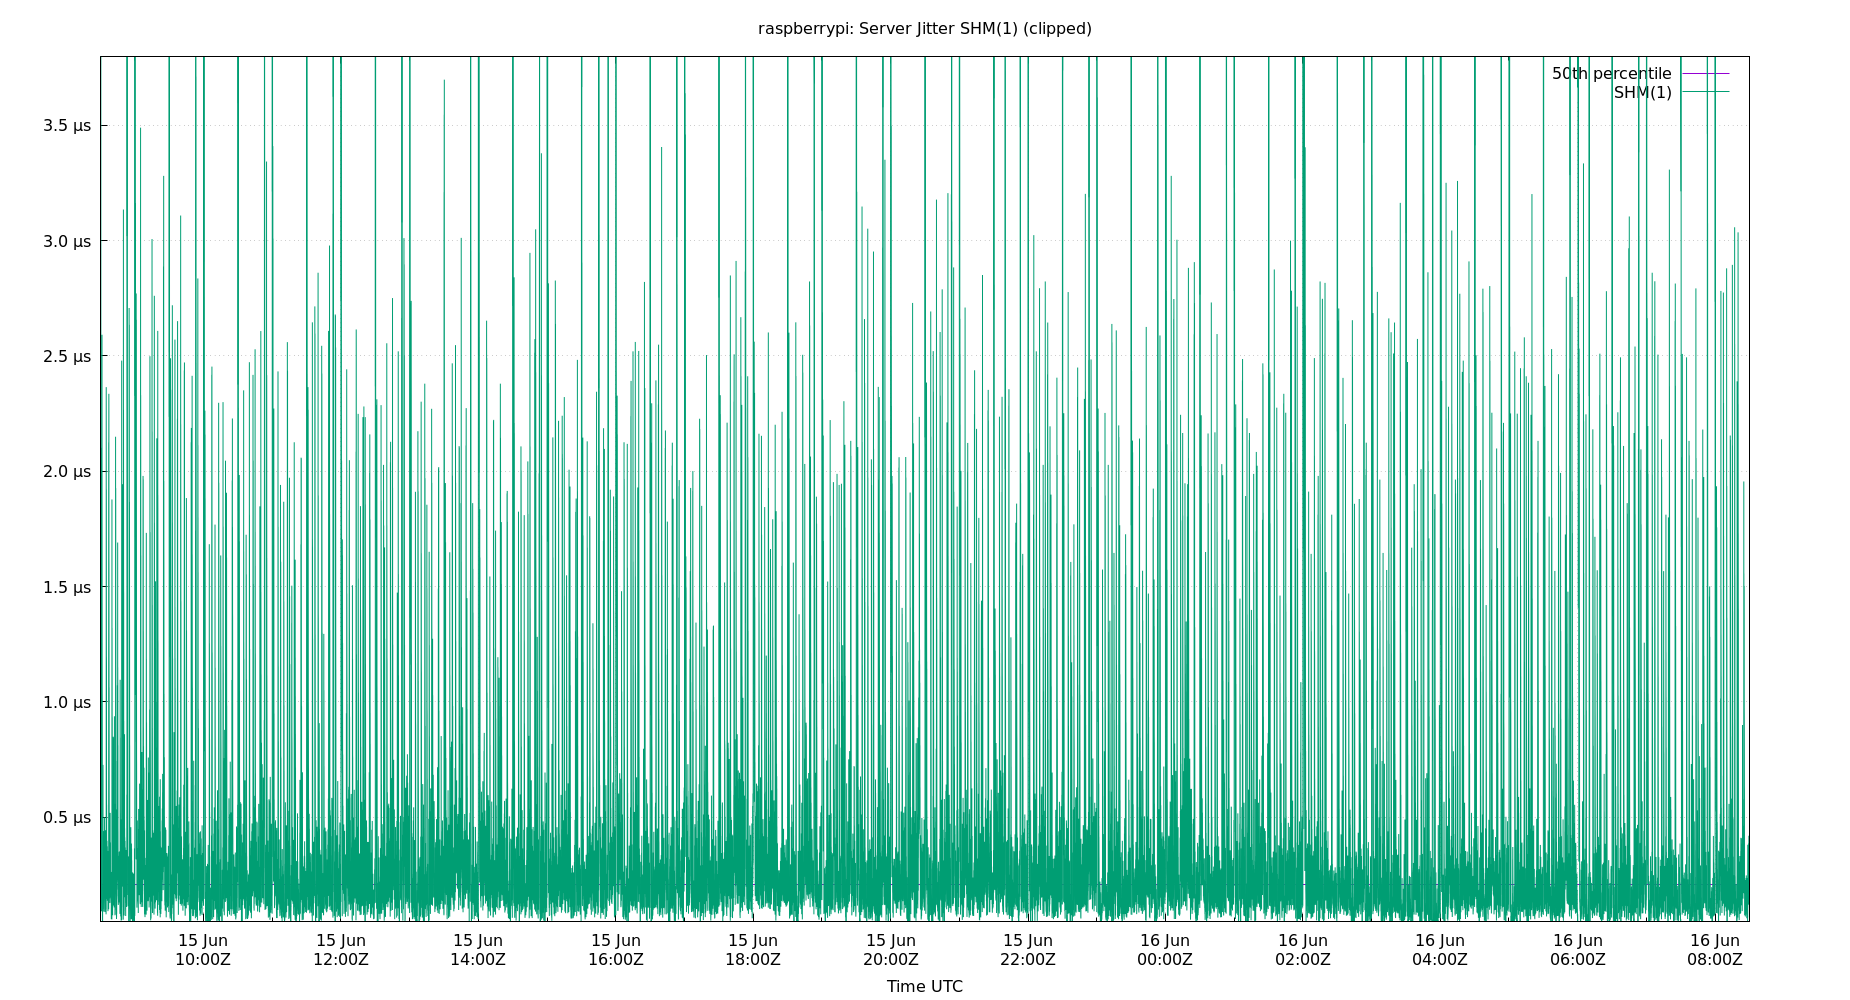 raspberrypi: Server Jitter SHM(1) (clipped)
50th percentile
SHM(1)
3.5 µs
3.0 µs
2.5 µs
2.0 µs
1.5 µs
1.0 µs
0.5 µs
15 Jun 15 Jun 15 Jun 15 Jun 15 Jun 15 Jun 15 Jun 16 Jun 16 Jun 16 Jun 16 Jun 16 Jun
10:00Z 12:00Z 14:00Z 16:00Z 18:00Z 20:00Z 22:00Z 00:00Z 02:00Z 04:00Z 06:00Z 08:00Z
Time UTC